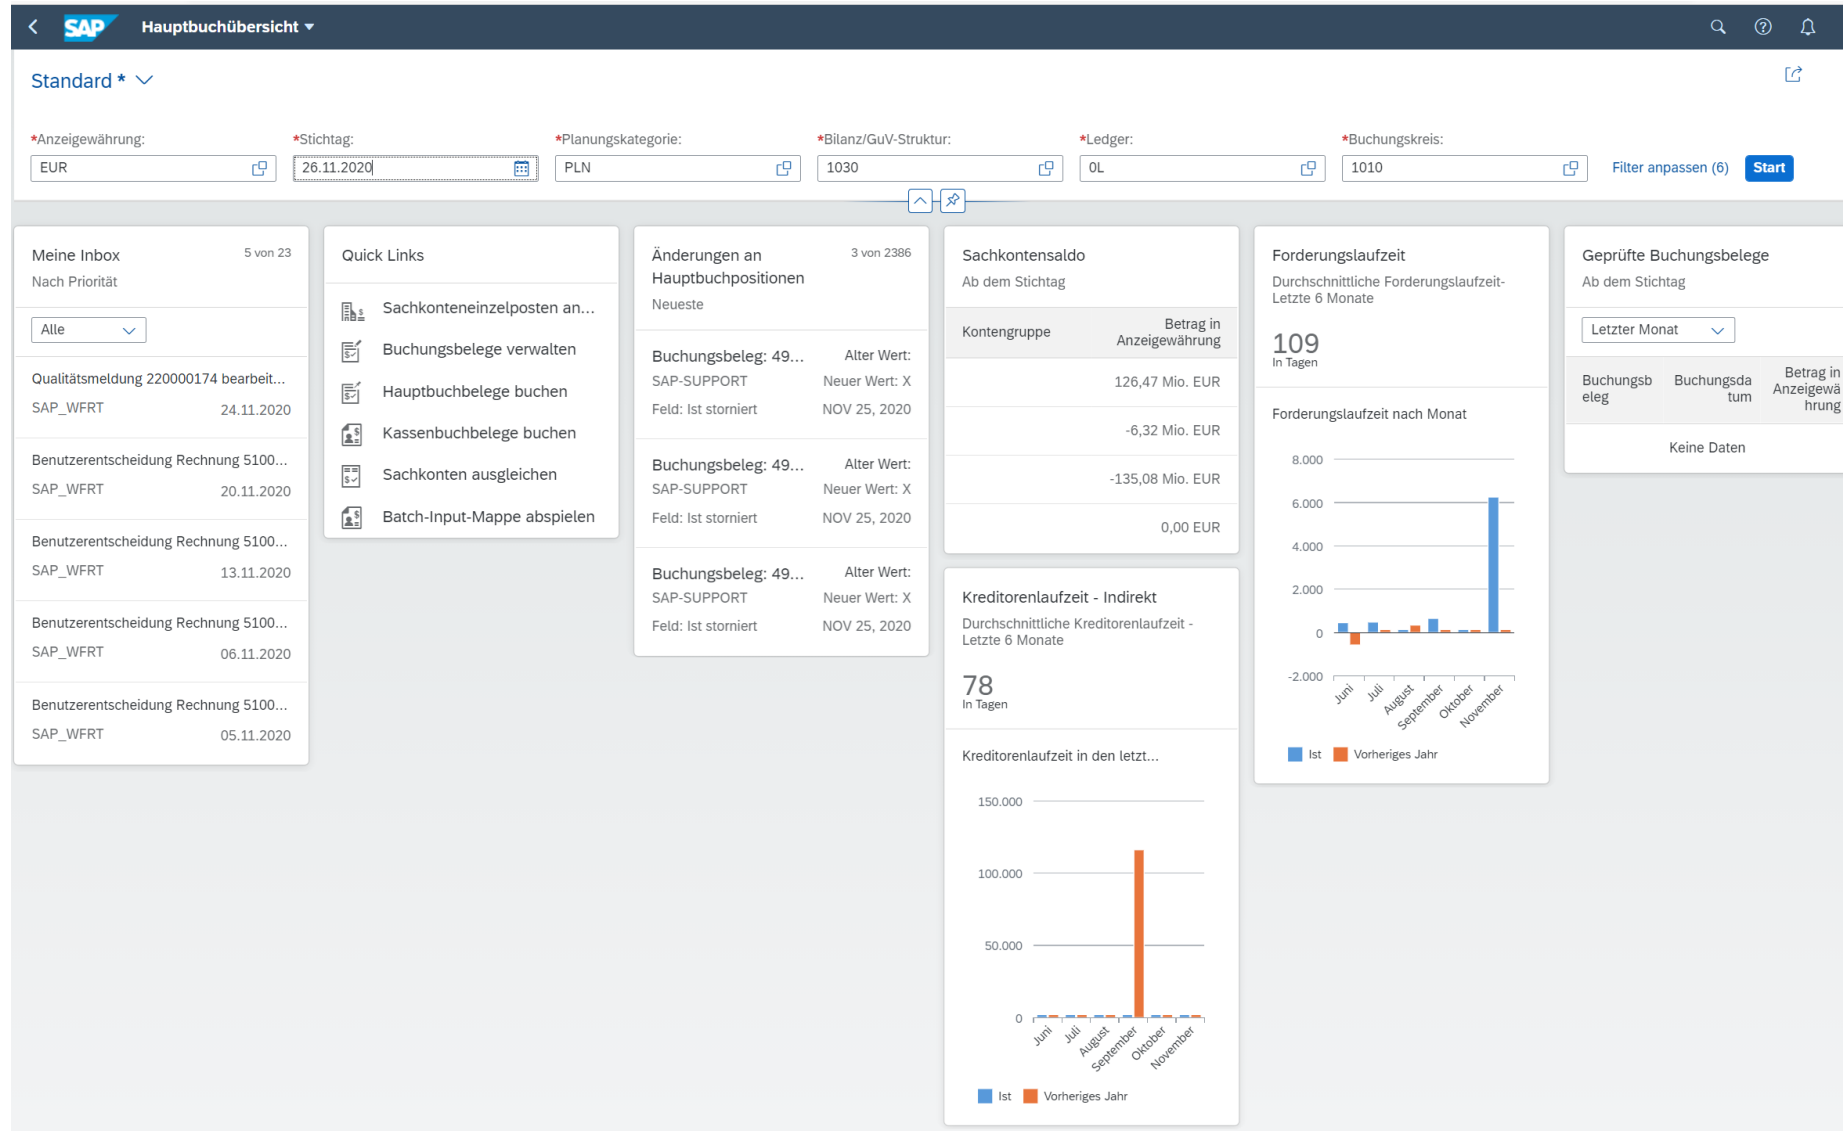 SAP Hauptbuchübersicht
Standard *
*Anzeigewährung: *Stichtag: *Planungskategorie: *Bilanz/GuV-Struktur: *Ledger: *Buchungskreis:
EUR 26.11.2020 PLN 1030 0L 1010 Filter anpassen (6) Start
Meine Inbox 5 von 23
Nach Priorität
Alle
Qualitätsmeldung 220000174 bearbeit...
SAP_WFRT 24.11.2020
Benutzerentscheidung Rechnung 5100...
SAP_WFRT 20.11.2020
Benutzerentscheidung Rechnung 5100...
SAP_WFRT 13.11.2020
Benutzerentscheidung Rechnung 5100...
SAP_WFRT 06.11.2020
Benutzerentscheidung Rechnung 5100...
SAP_WFRT 05.11.2020
Quick Links
Sachkonteneinzelposten an...
Buchungsbelege verwalten
Hauptbuchbelege buchen
Kassenbuchbelege buchen
Sachkonten ausgleichen
Batch-Input-Mappe abspielen
Änderungen an 3 von 2386
Hauptbuchpositionen
Neueste
Buchungsbeleg: 49... Alter Wert:
SAP-SUPPORT Neuer Wert: X
Feld: Ist storniert NOV 25, 2020
Buchungsbeleg: 49... Alter Wert:
SAP-SUPPORT Neuer Wert: X
Feld: Ist storniert NOV 25, 2020
Buchungsbeleg: 49... Alter Wert:
SAP-SUPPORT Neuer Wert: X
Feld: Ist storniert NOV 25, 2020
Sachkontensaldo
Ab dem Stichtag
Kontengruppe Betrag in
Anzeigewährung
126,47 Mio. EUR
-6,32 Mio. EUR
-135,08 Mio. EUR
0,00 EUR
Kreditorenlaufzeit - Indirekt
Durchschnittliche Kreditorenlaufzeit -
Letzte 6 Monate
78
In Tagen
Kreditorenlaufzeit in den letzt...
150.000
100.000
50.000
0
Juni Juli August September Oktober November
Ist Vorheriges Jahr
Forderungslaufzeit
Durchschnittliche Forderungslaufzeit-
Letzte 6 Monate
109
In Tagen
Forderungslaufzeit nach Monat
8.000
6.000
4.000
2.000
0
-2.000
Juni Juli August September Oktober November
Ist Vorheriges Jahr
Geprüfte Buchungsbelege
Ab dem Stichtag
Letzter Monat
Buchungsb Buchungsda Betrag in
eleg tum Anzeigewä
hrung
Keine Daten